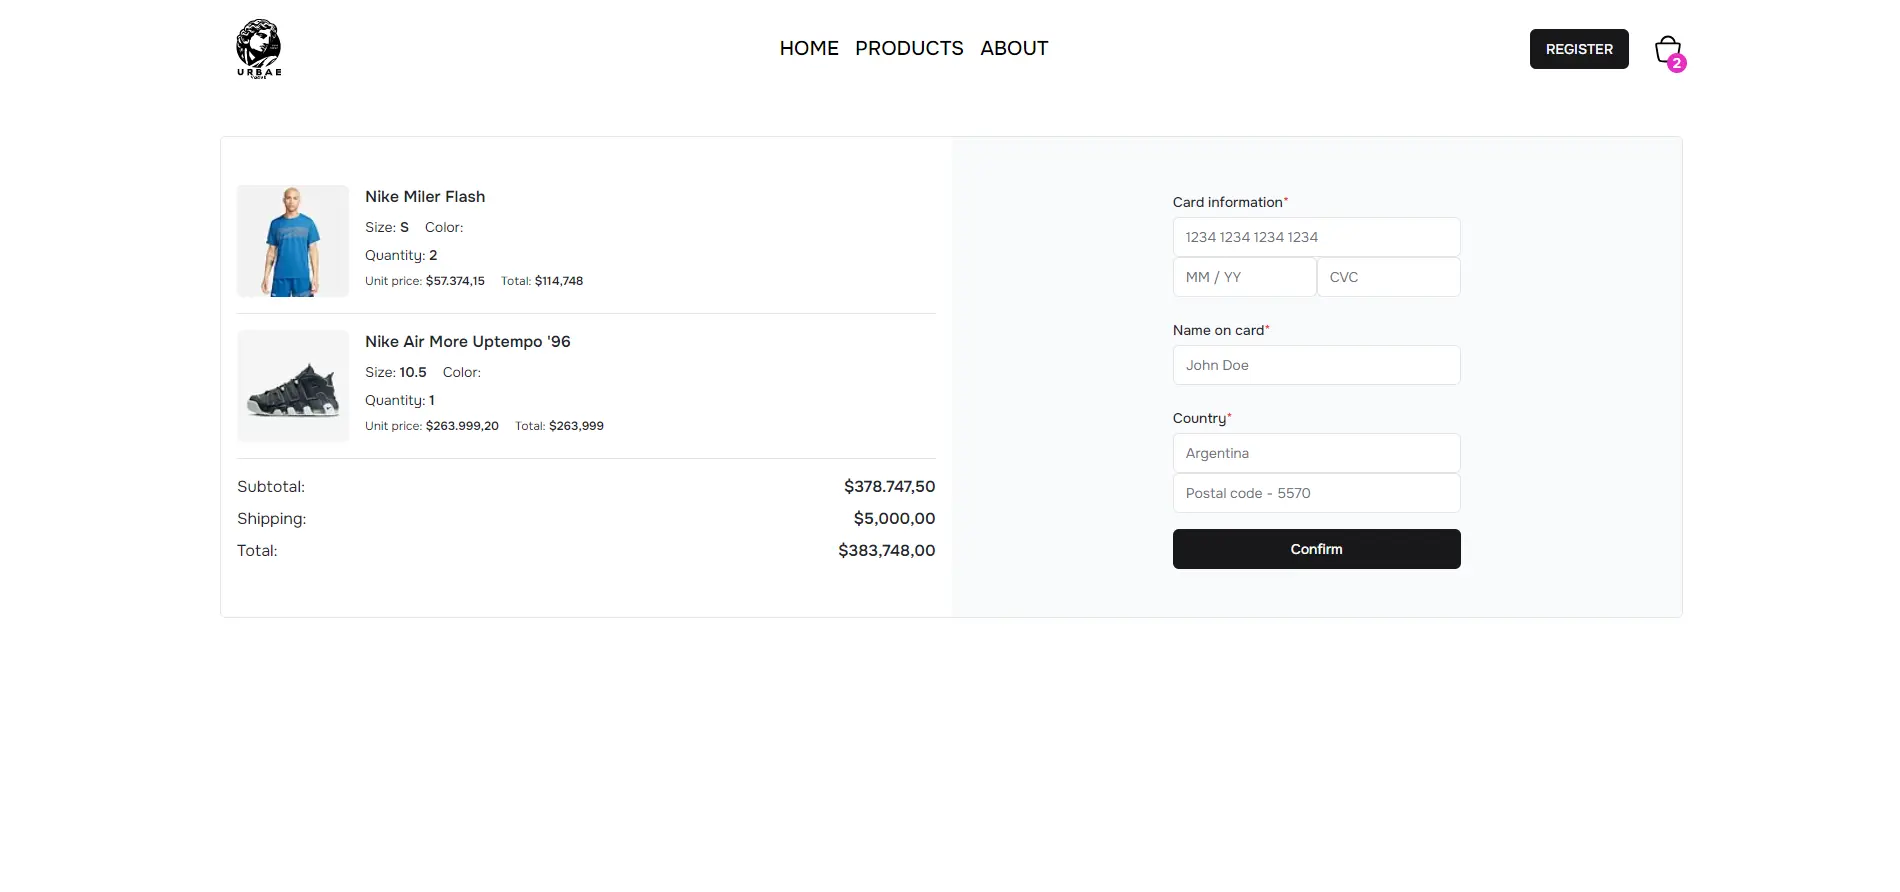 URBAE
VOGUE
HOME PRODUCTS ABOUT
REGISTER
2
Nike Miler Flash
Size: S Color:
Quantity: 2
Unit price: $57.374,15 Total: $114,748
Nike Air More Uptempo '96
Size: 10.5 Color:
Quantity: 1
Unit price: $263.999,20 Total: $263,999
Subtotal: $378.747,50
Shipping: $5,000,00
Total: $383,748,00
Card information*
1234 1234 1234 1234
MM / YY CVC
Name on card*
John Doe
Country*
Argentina
Postal code - 5570
Confirm